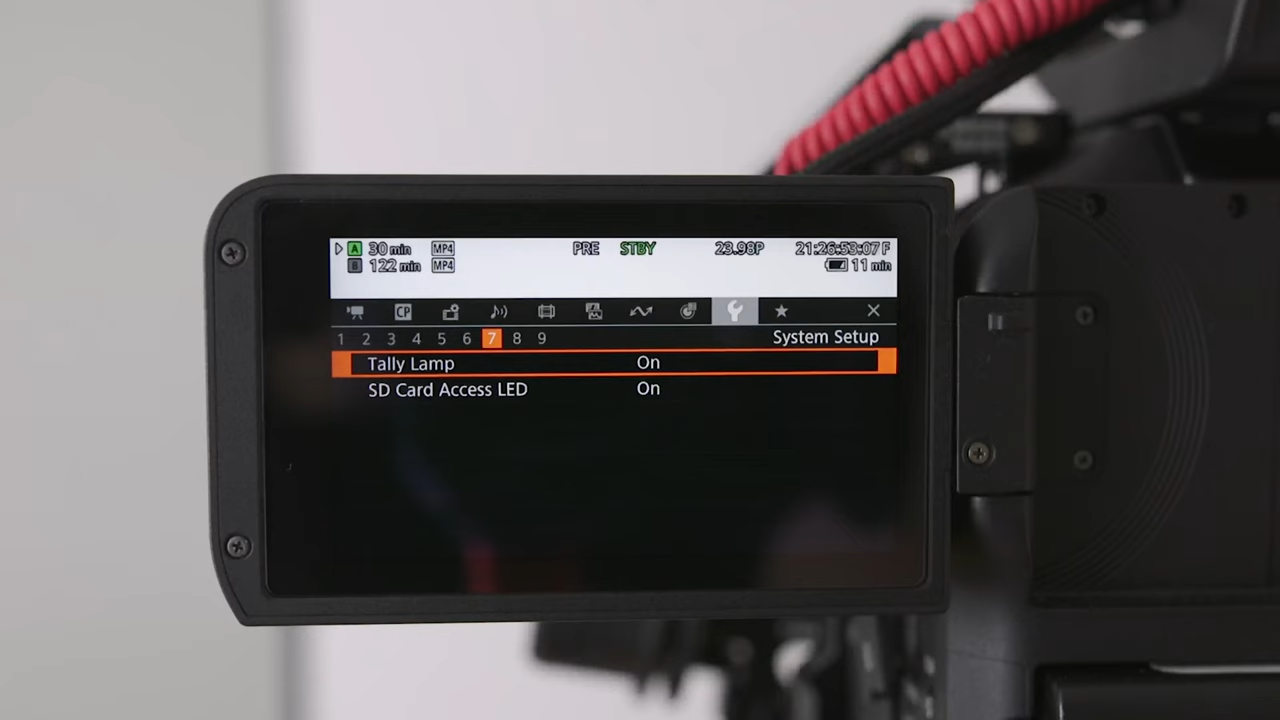 A 30 min MP4 PRE STBY 23.98P 21:26:53:07 F
B 122 min MP4 11 min
CP
1 2 3 4 5 6 7 8 9 System Setup
Tally Lamp On
SD Card Access LED On